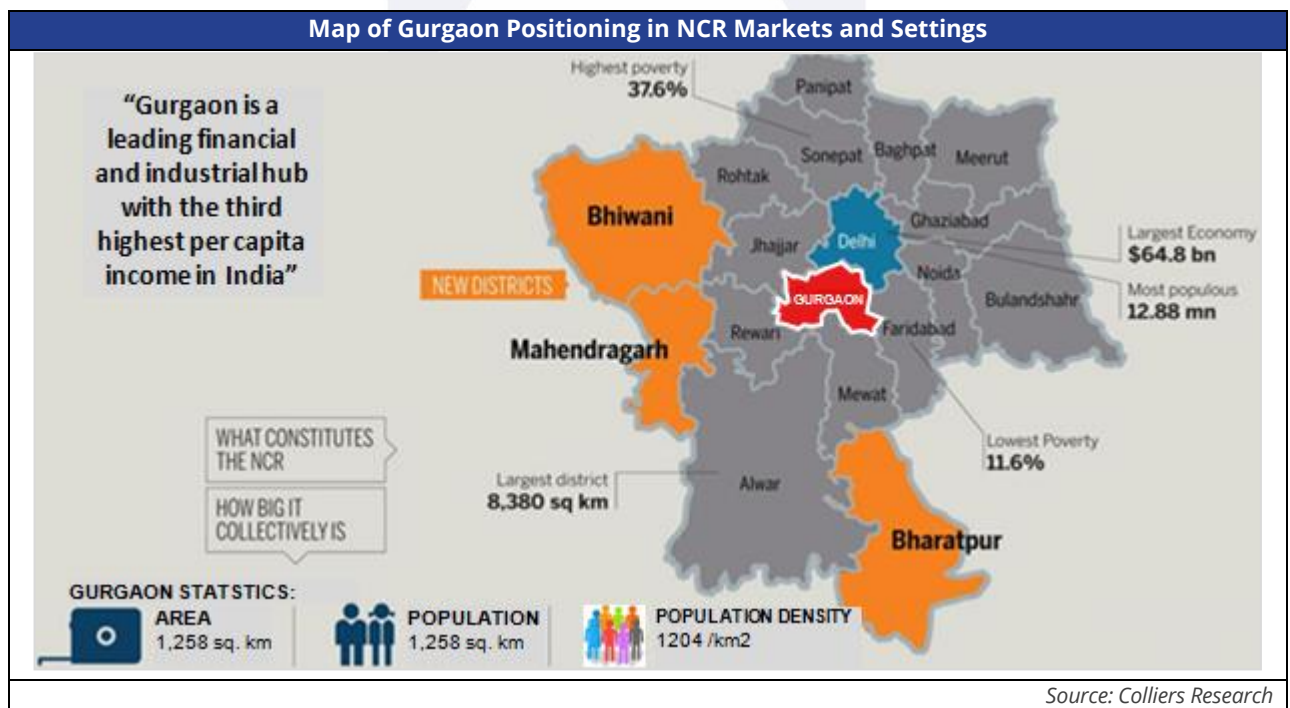 Map of Gurgaon Positioning in NCR Markets and Settings
“Gurgaon is a
leading financial
and industrial hub
with the third
highest per capita
income in India”
Highest poverty
37.6%
Panipat
Sonepat
Baghpat
Meerut
Rohtak
Bhiwani
Jhajjar
Delhi
Ghaziabad
Largest Economy
$64.8 bn
NEW DISTRICTS
Noida
Most populous
12.88 mn
GURGAON
Bulandshahr
Rewari
Faridabad
Mahendragarh
Mewat
WHAT CONSTITUTES
THE NCR
Lowest Poverty
11.6%
Largest district
8,380 sq km
Alwar
HOW BIG IT
COLLECTIVELY IS
Bharatpur
GURGAON STATSTICS:
AREA
1,258 sq. km
POPULATION
1,258 sq. km
POPULATION DENSITY
1204 /km2
Source: Colliers Research